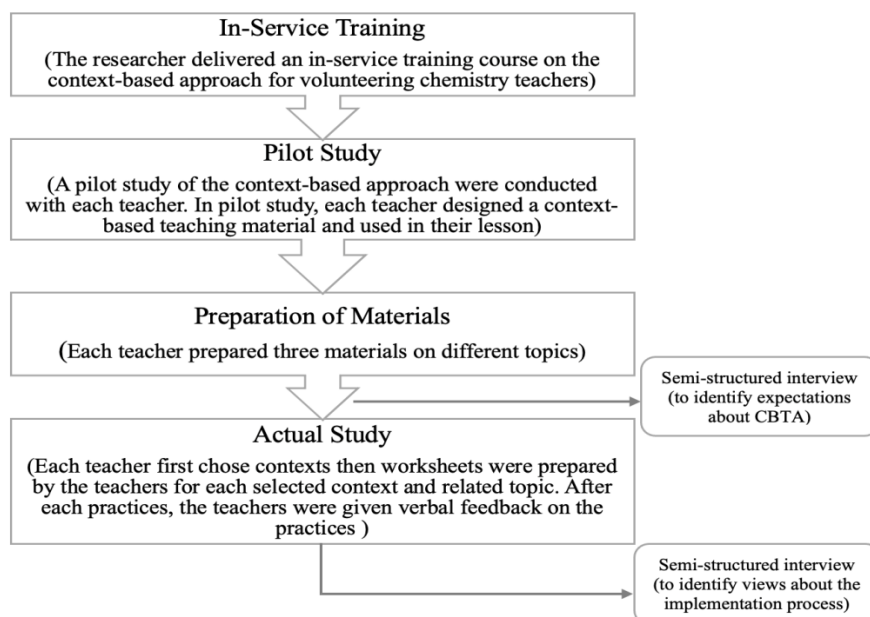 In-Service Training
(The researcher delivered an in-service training course on the
context-based approach for volunteering chemistry teachers)
Pilot Study
(A pilot study of the context-based approach were conducted
with each teacher. In pilot study, each teacher designed a context-
based teaching material and used in their lesson)
Preparation of Materials
(Each teacher prepared three materials on different topics)
Semi-structured interview
(to identify expectations
about CBTA)
Actual Study
(Each teacher first chose contexts then worksheets were prepared
by the teachers for each selected context and related topic. After
each practices, the teachers were given verbal feedback on the
practices )
Semi-structured interview
(to identify views about the
implementation process)